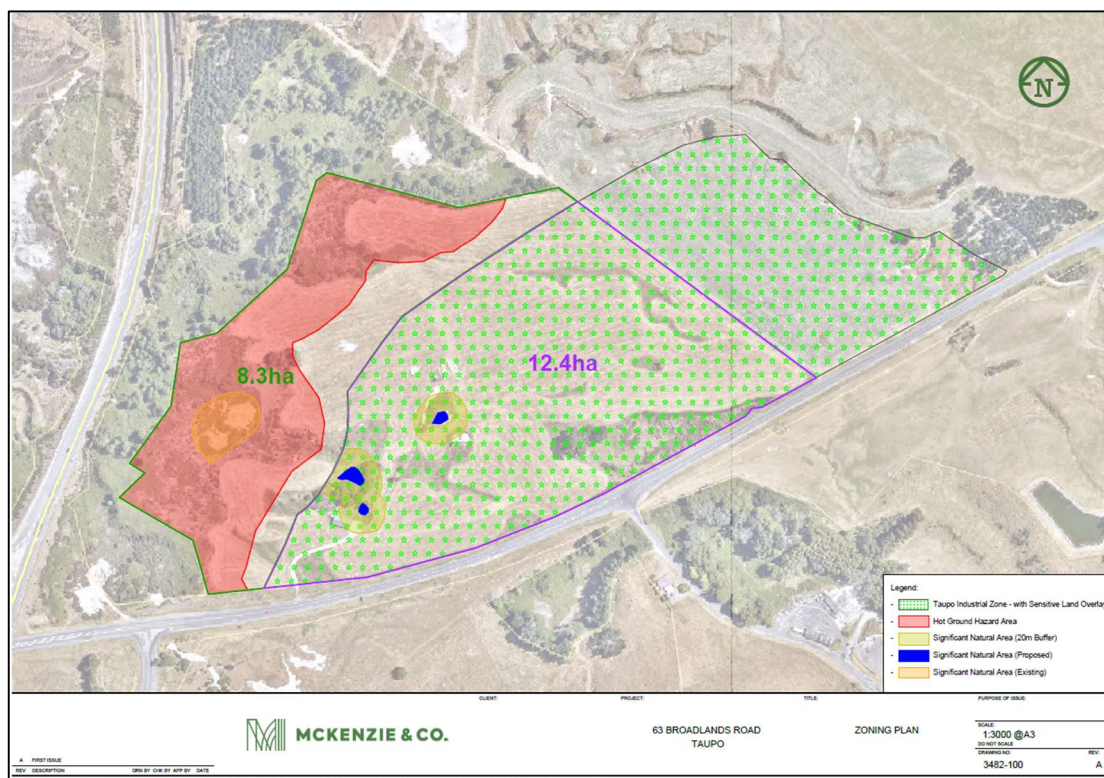 N
8.3ha
12.4ha
Legend:
- Taupo Industrial Zone - with Sensitive Land Overlay
- Hot Ground Hazard Area
- Significant Natural Area (20m Buffer)
- Significant Natural Area (Proposed)
- Significant Natural Area (Existing)
CLIENT:
PROJECT:
TITLE:
PURPOSE OF ISSUE:
MCKENZIE & CO.
63 BROADLANDS ROAD
TAUPO
ZONING PLAN
SCALE:
1:3000 @A3
DO NOT SCALE
DRAWING NO:
REV:
3482-100
A
A FIRST ISSUE
REV DESCRIPTION DRN BY CHK BY APP BY DATE